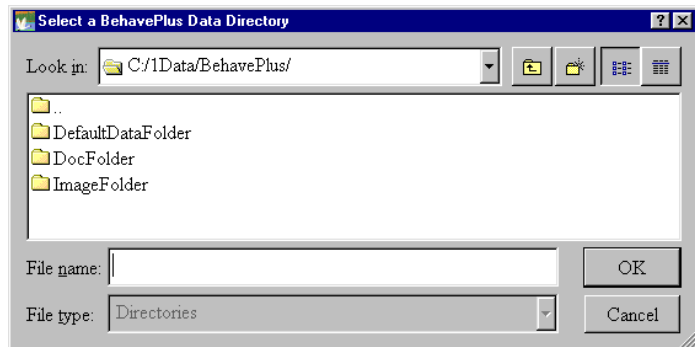 Select a BehavePlus Data Directory
Look in: C:/1Data/BehavePlus/
..
DefaultDataFolder
DocFolder
ImageFolder
File name: OK
File type: Directories Cancel